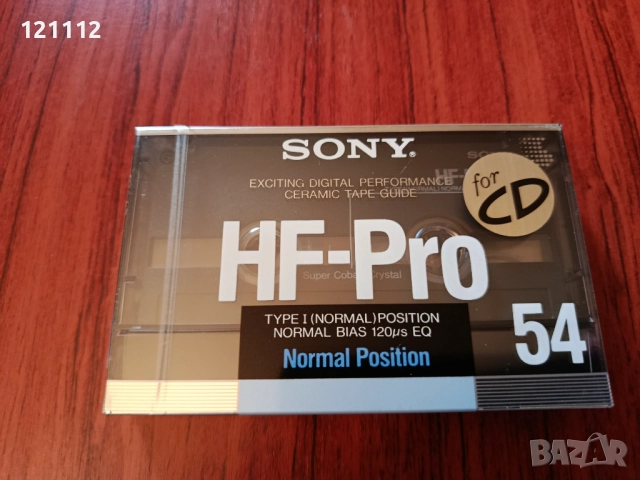 121112
SONY®
EXCITING DIGITAL PERFORMANCE
CERAMIC TAPE GUIDE
for
CD
HF-Pro
Super Cobalt Crystal
TYPE I (NORMAL) POSITION
NORMAL BIAS 120µs EQ
Normal Position
54
BAZAR